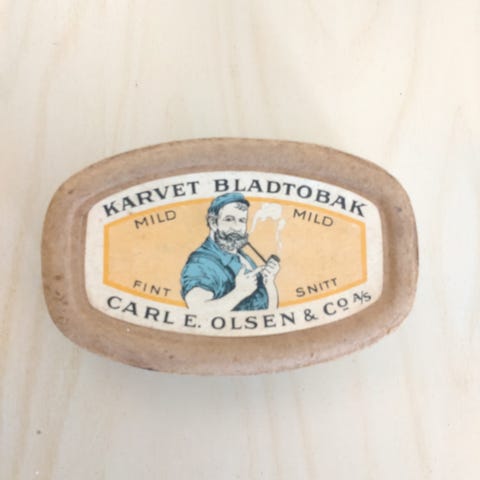 KARVET BLADTOBAK
MILD MILD
FINT SNITT
CARL E. OLSEN & Co A/S